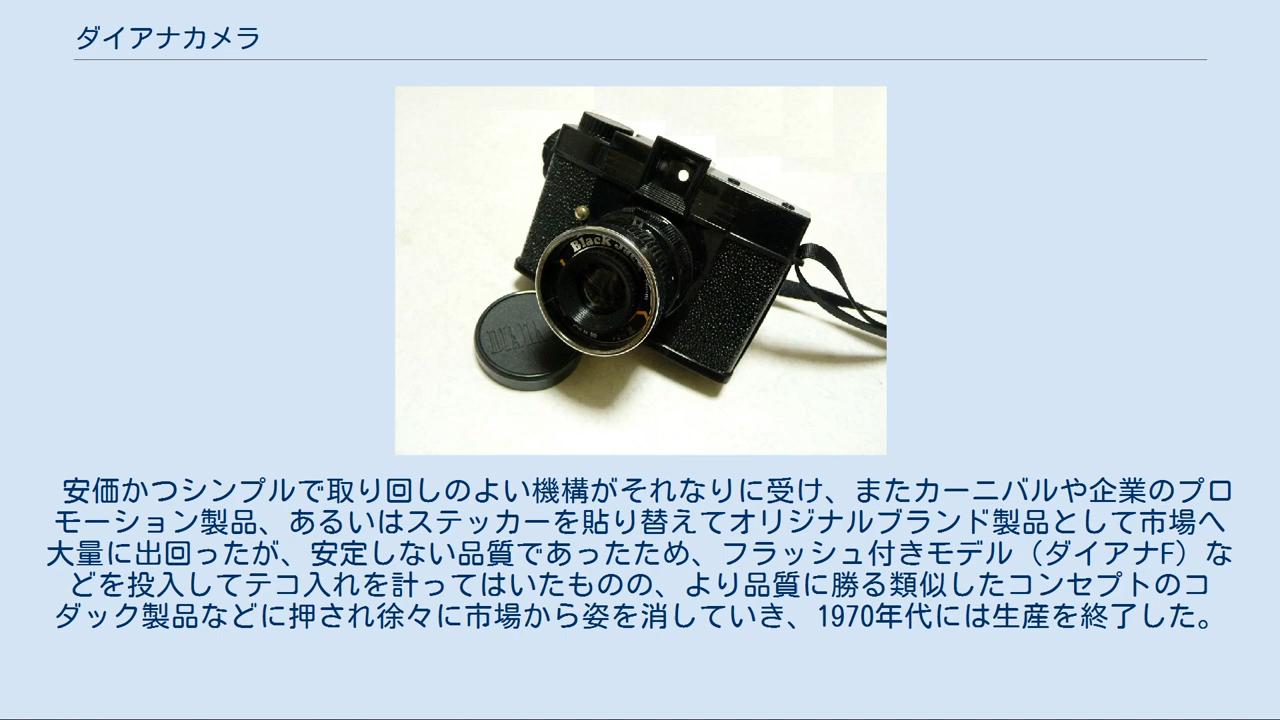 ダイアナカメラ
Black
DIANA
安価かつシンプルで取り回しのよい機構がそれなりに受け、またカーニバルや企業のプロ
モーション製品、あるいはステッカーを貼り替えてオリジナルブランド製品として市場へ
大量に出回ったが、安定しない品質であったため、フラッシュ付きモデル（ダイアナF）な
どを投入してテコ入れを計ってはいたものの、より品質に勝る類似したコンセプトのコ
ダック製品などに押され徐々に市場から姿を消していき、1970年代には生産を終了した。